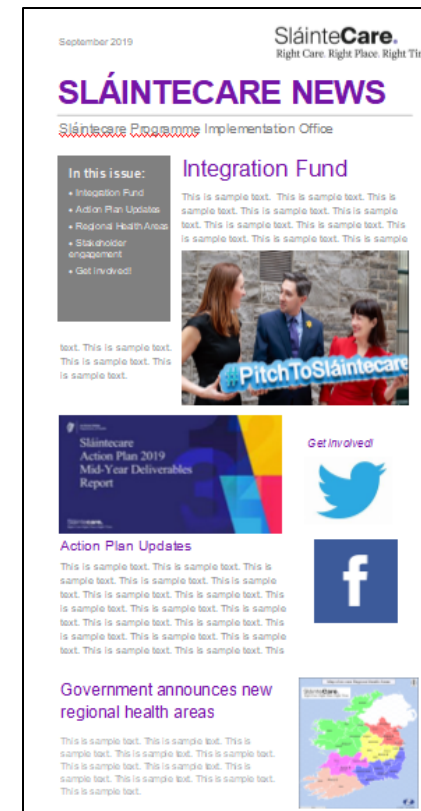 September 2019
SláinteCare.
Right Care. Right Place. Right Tim
SLÁINTECARE NEWS
Sláintecare Programme Implementation Office
In this issue:
• Integration Fund
• Action Plan Updates
• Regional Health Areas
• Stakeholder
engagement
• Get Involved!
Integration Fund
This is sample text. This is sample text. This is
sample text. This is sample text. This is sample
text. This is sample text. This is sample text. This
is sample text. This is sample text. This is sample
text. This is sample text.
This is sample text. This
is sample text.
#PitchToSláintecare
Sláintecare
Action Plan 2019
Mid-Year Deliverables
Report
Sláintecare.
Get Involved!
f
Action Plan Updates
This is sample text. This is sample text. This is
sample text. This is sample text. This is sample
text. This is sample text. This is sample text. This
is sample text. This is sample text. This is sample
text. This is sample text. This is sample text. This
is sample text. This is sample text. This is sample
text. This is sample text. This is sample text. This
Government announces new
regional health areas
This is sample text. This is sample text. This is
sample text. This is sample text. This is sample text.
This is sample text. This is sample text. This is
sample text. This is sample text. This is sample text.
This is sample text.
SláinteCare.